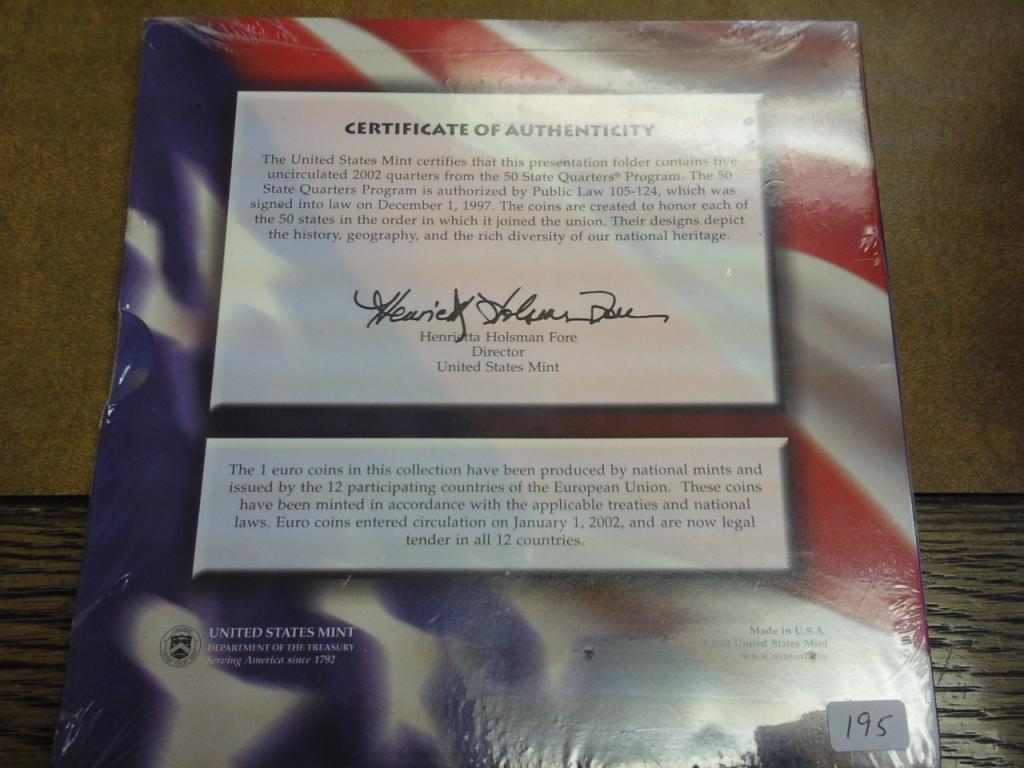 CERTIFICATE OF AUTHENTICITY
The United States Mint certifies that this presentation folder contains five
uncirculated 2002 quarters from the 50 State Quarters® Program. The 50
State Quarters Program is authorized by Public Law 105-124, which was
signed into law on December 1, 1997. The coins are created to honor each of
the 50 states in the order in which it joined the union. Their designs depict
the history, geography, and the rich diversity of our national heritage.
Henrietta Holsman Fore
Henrietta Holsman Fore
Director
United States Mint
The 1 euro coins in this collection have been produced by national mints and
issued by the 12 participating countries of the European Union. These coins
have been minted in accordance with the applicable treaties and national
laws. Euro coins entered circulation on January 1, 2002, and are now legal
tender in all 12 countries.
UNITED STATES MINT
DEPARTMENT OF THE TREASURY
Serving America since 1792
Made in U.S.A.
United States Mint
www.usmint.gov
195